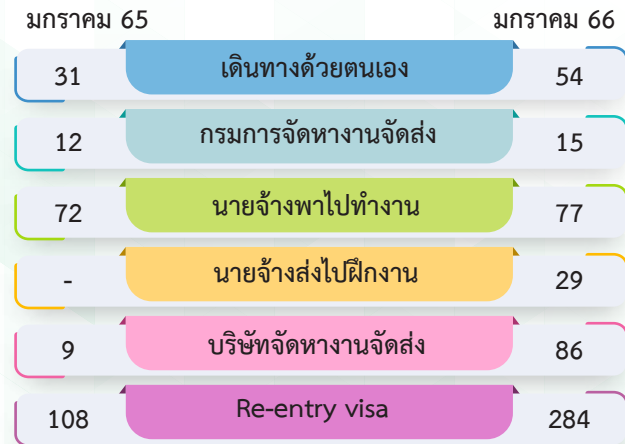 มกราคม 65 มกราคม 66
31 เดินทางด้วยตนเอง 54
12 กรมการจัดหางานจัดส่ง 15
72 นายจ้างพาไปทำงาน 77
- นายจ้างส่งไปฝึกงาน 29
9 บริษัทจัดหางานจัดส่ง 86
108 Re-entry visa 284